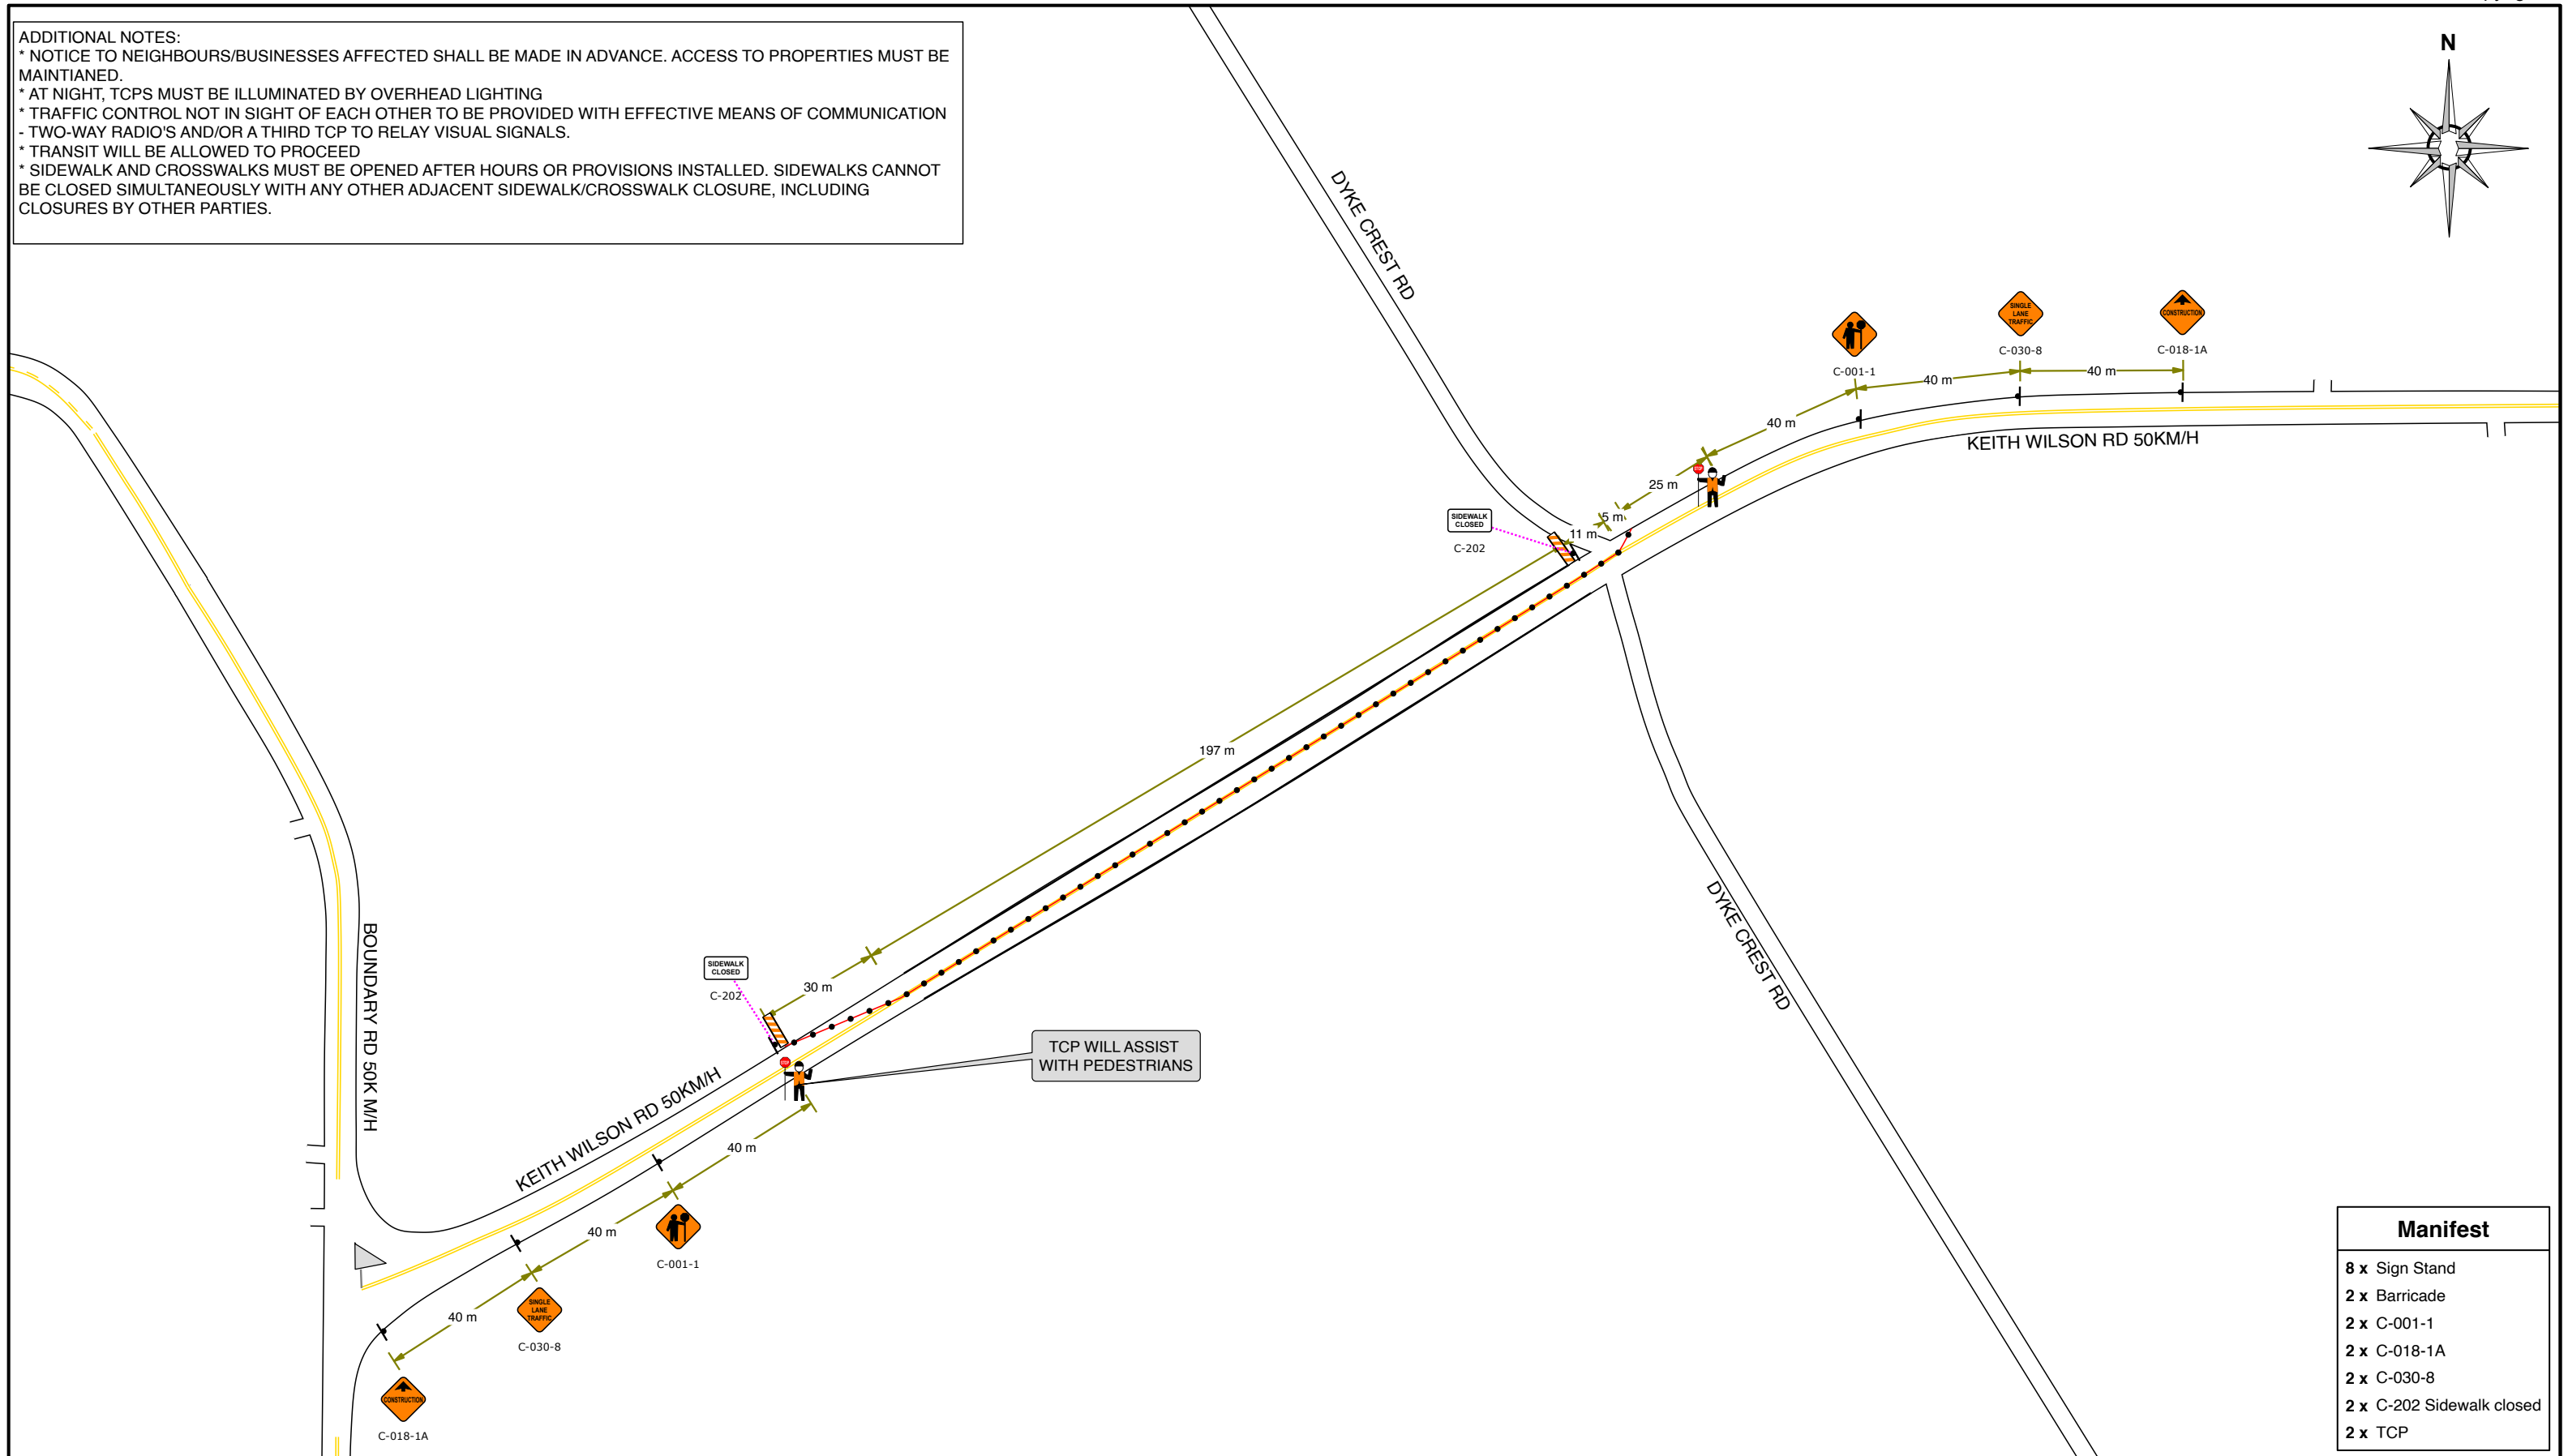 ADDITIONAL NOTES:
* NOTICE TO NEIGHBOURS/BUSINESSES AFFECTED SHALL BE MADE IN ADVANCE. ACCESS TO PROPERTIES MUST BE
MAINTIANED.
* AT NIGHT, TCPS MUST BE ILLUMINATED BY OVERHEAD LIGHTING
* TRAFFIC CONTROL NOT IN SIGHT OF EACH OTHER TO BE PROVIDED WITH EFFECTIVE MEANS OF COMMUNICATION
- TWO-WAY RADIO'S AND/OR A THIRD TCP TO RELAY VISUAL SIGNALS.
* TRANSIT WILL BE ALLOWED TO PROCEED
* SIDEWALK AND CROSSWALKS MUST BE OPENED AFTER HOURS OR PROVISIONS INSTALLED. SIDEWALKS CANNOT
BE CLOSED SIMULTANEOUSLY WITH ANY OTHER ADJACENT SIDEWALK/CROSSWALK CLOSURE, INCLUDING
CLOSURES BY OTHER PARTIES.
N
DYKE CREST RD
SINGLE
LANE
TRAFFIC
C-030-8
CONSTRUCTION
C-018-1A
C-001-1
40 m
40 m
40 m
KEITH WILSON RD 50KM/H
STOP
25 m
5 m
11 m
SIDEWALK
CLOSED
C-202
197 m
DYKE CREST RD
BOUNDARY RD 50K M/H
SIDEWALK
CLOSED
C-202
30 m
TCP WILL ASSIST
WITH PEDESTRIANS
STOP
KEITH WILSON RD 50KM/H
40 m
40 m
C-001-1
40 m
SINGLE
LANE
TRAFFIC
C-030-8
CONSTRUCTION
C-018-1A
Manifest
8 x Sign Stand
2 x Barricade
2 x C-001-1
2 x C-018-1A
2 x C-030-8
2 x C-202 Sidewalk closed
2 x TCP